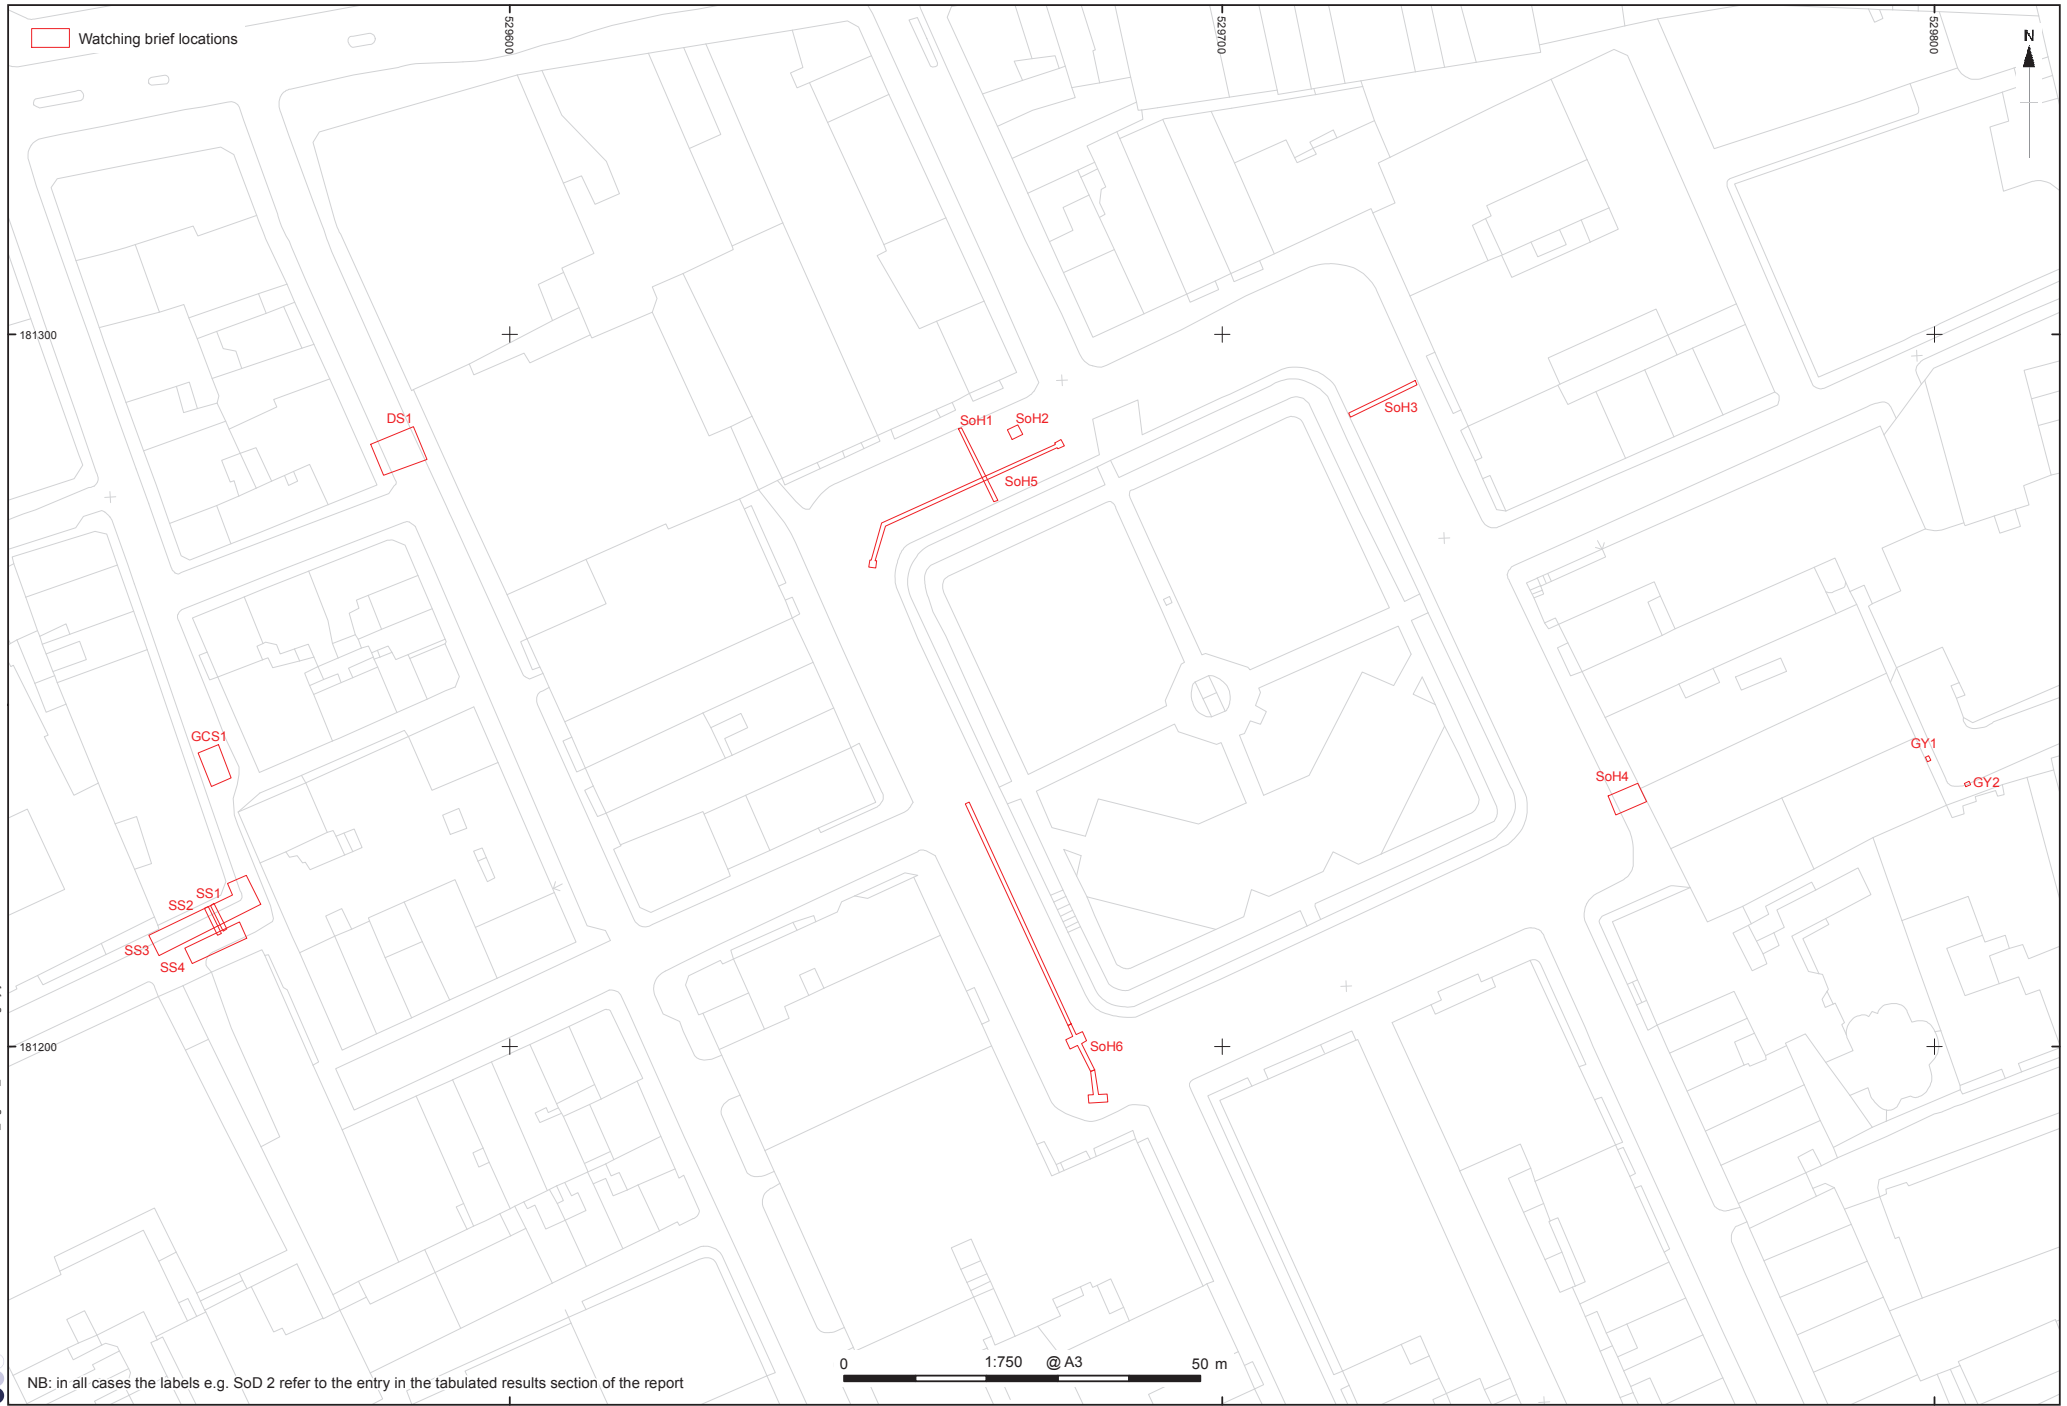 Watching brief locations
529600
529700
529800
N
181300
DS1
SoH1
SoH2
SoH3
SoH5
GCS1
GY1
GY2
SoH4
SS1
SS2
SS3
SS4
181200
SoH6
0 1:750 @ A3 50 m
NB: in all cases the labels e.g. SoD 2 refer to the entry in the tabulated results section of the report